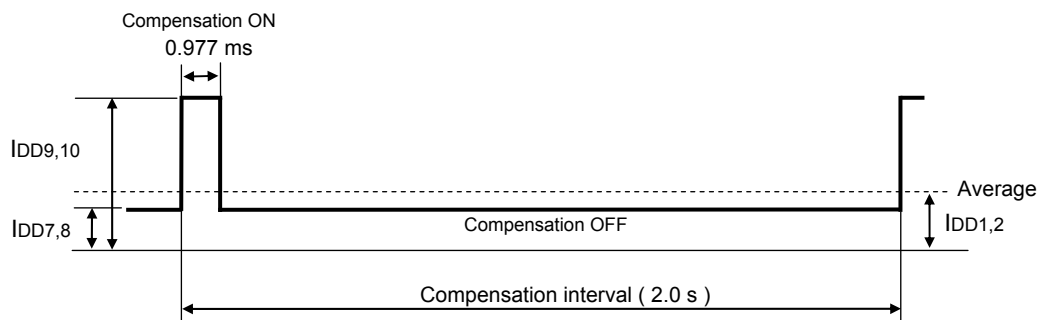 Compensation ON
0.977 ms
IDD9,10
Average
IDD7,8
Compensation OFF
IDD1,2
Compensation interval ( 2.0 s )